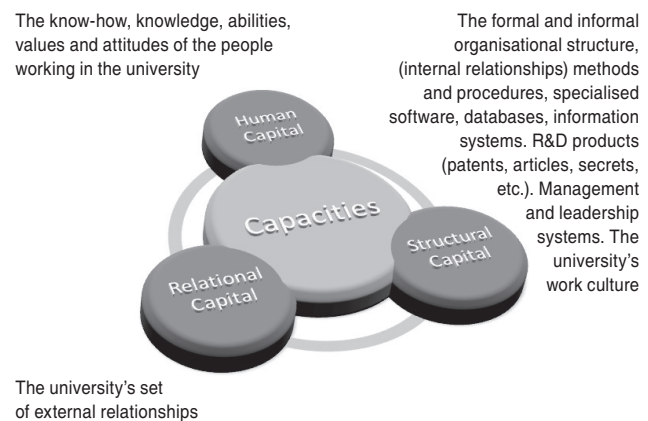 The know-how, knowledge, abilities,
values and attitudes of the people
working in the university
The formal and informal
organisational structure,
(internal relationships) methods
and procedures, specialised
software, databases, information
systems. R&D products
(patents, articles, secrets,
etc.). Management
and leadership
systems. The
university's
work culture
Human
Capital
Capacities
Structural
Capital
Relational
Capital
The university's set
of external relationships